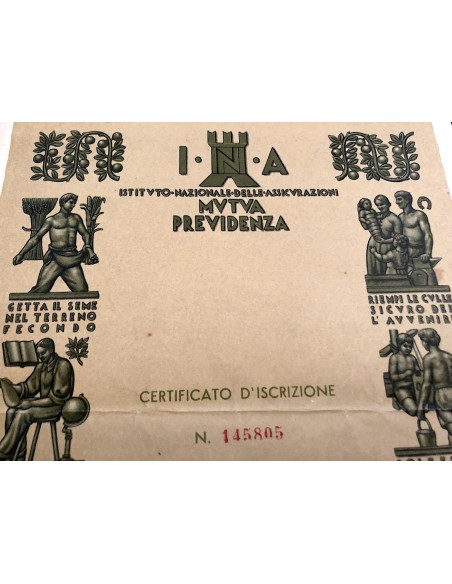 I·N·A
ISTITVTO·NAZIONALE·DELLE·ASSICVRAZIONI
MVTVA
PREVIDENZA
GETTA IL SEME
NEL TERRENO
FECONDO
RIEMPI LE CVLLE
SICVRO DEL
L'AVVENIRE
CERTIFICATO D'ISCRIZIONE
N. 145805